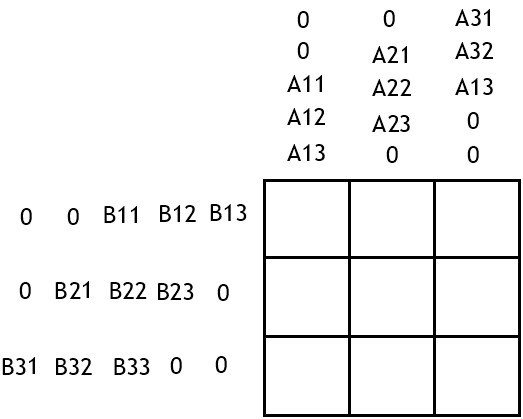 0 0 A31
0 A21 A32
A11 A22 A13
A12 A23 0
A13 0 0
0 0 B11 B12 B13
0 B21 B22 B23 0
B31 B32 B33 0 0